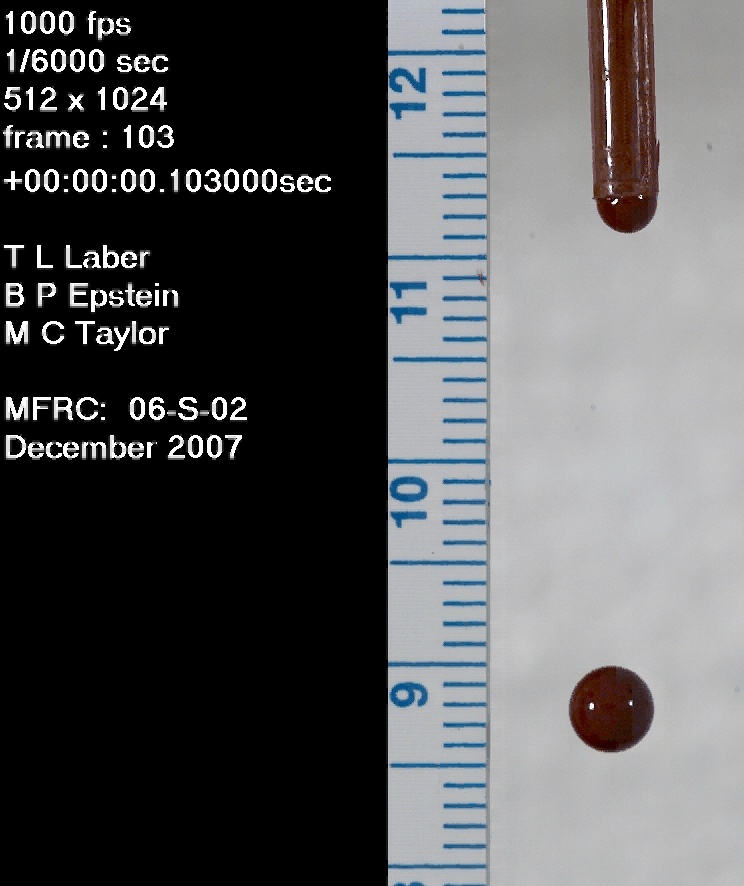 1000 fps
1/6000 sec
512 x 1024
frame : 103
+00:00:00.103000sec
T L Laber
B P Epstein
M C Taylor
MFRC: 06-S-02
December 2007
12
11
10
9